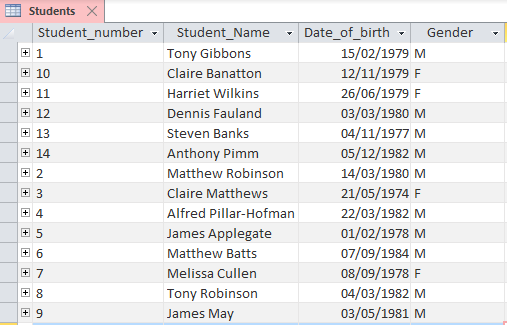 Students
Student_number Student_Name Date_of_birth Gender
1 Tony Gibbons 15/02/1979 M
10 Claire Banatton 12/11/1979 F
11 Harriet Wilkins 26/06/1979 F
12 Dennis Fauland 03/03/1980 M
13 Steven Banks 04/11/1977 M
14 Anthony Pimm 05/12/1982 M
2 Matthew Robinson 14/03/1980 M
3 Claire Matthews 21/05/1974 F
4 Alfred Pillar-Hofman 22/03/1982 M
5 James Applegate 01/02/1978 M
6 Matthew Batts 07/09/1984 M
7 Melissa Cullen 08/09/1978 F
8 Tony Robinson 04/03/1982 M
9 James May 03/05/1981 M